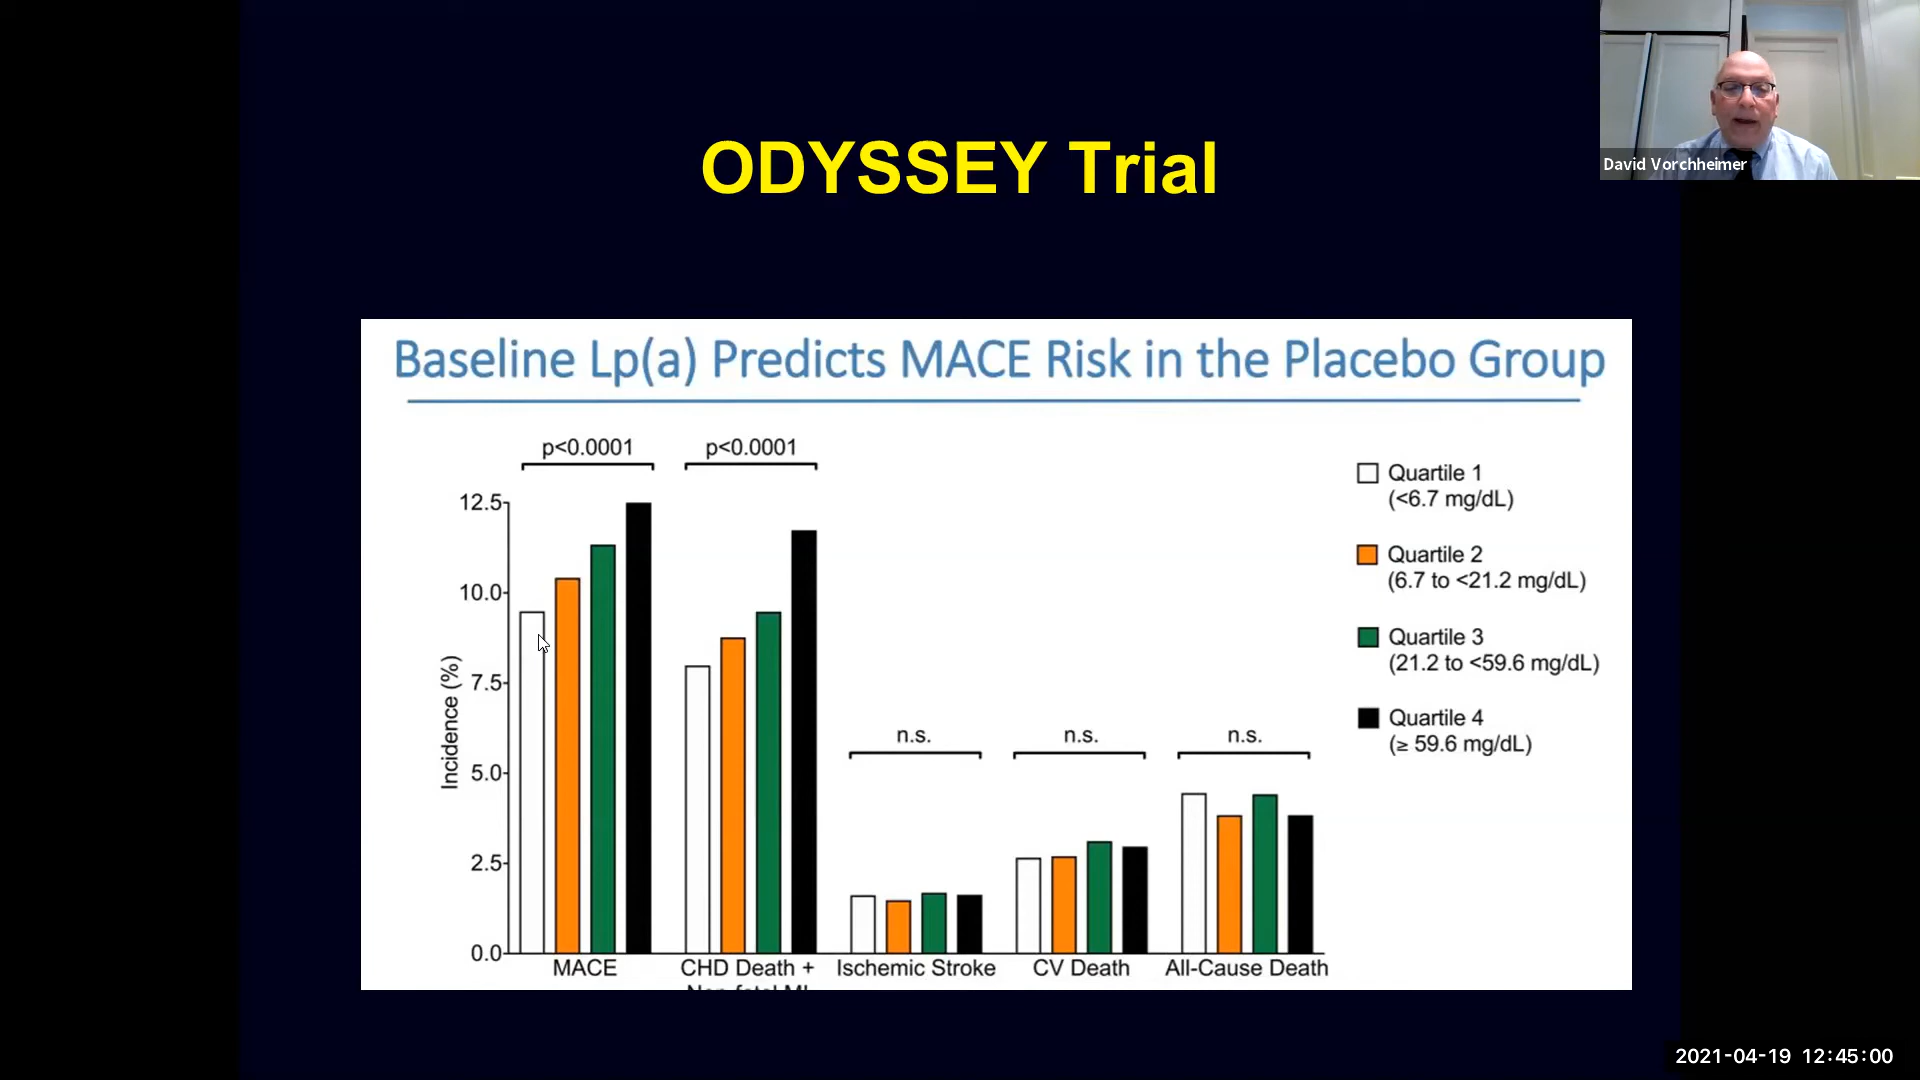 David Vorchheimer
ODYSSEY Trial
Baseline Lp(a) Predicts MACE Risk in the Placebo Group
p<0.0001
p<0.0001
n.s.
n.s.
n.s.
Incidence (%)
12.5
10.0
7.5
5.0
2.5
0.0
MACE
CHD Death +
Non-fatal MI
Ischemic Stroke
CV Death
All-Cause Death
Quartile 1
(<6.7 mg/dL)
Quartile 2
(6.7 to <21.2 mg/dL)
Quartile 3
(21.2 to <59.6 mg/dL)
Quartile 4
(≥ 59.6 mg/dL)
2021-04-19 12:45:00